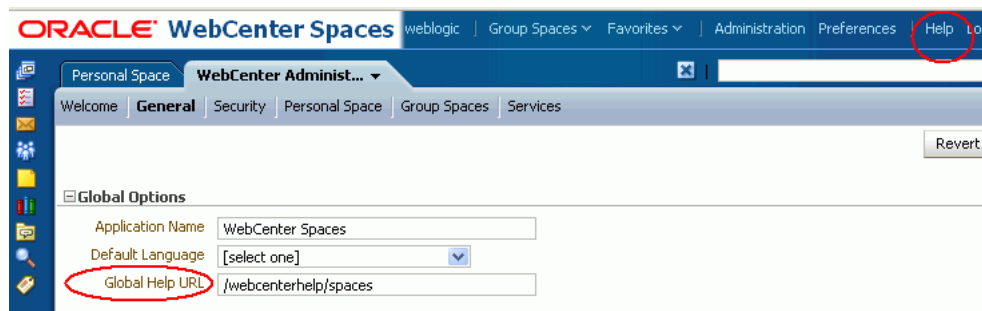 ORACLE WebCenter Spaces weblogic Group Spaces Favorites Administration Preferences Help
Personal Space WebCenter Administ...
Welcome General Security Personal Space Group Spaces Services
Revert
Global Options
Application Name WebCenter Spaces
Default Language [select one]
Global Help URL /webcenterhelp/spaces